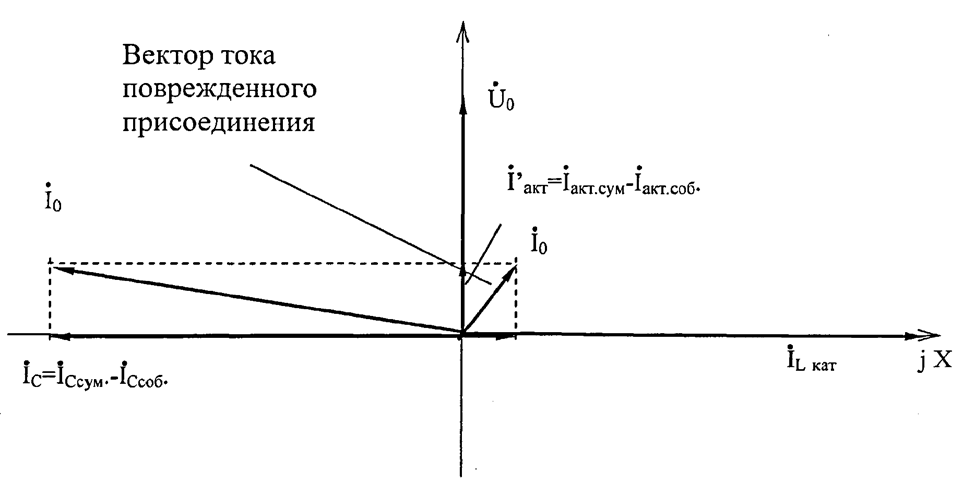 Вектор тока
поврежденного
присоединения
U̇₀
İ'акт=İакт.сум-İакт.соб.
İ₀
İ₀
İL кат
j X
İC=İCсум.-İCсоб.